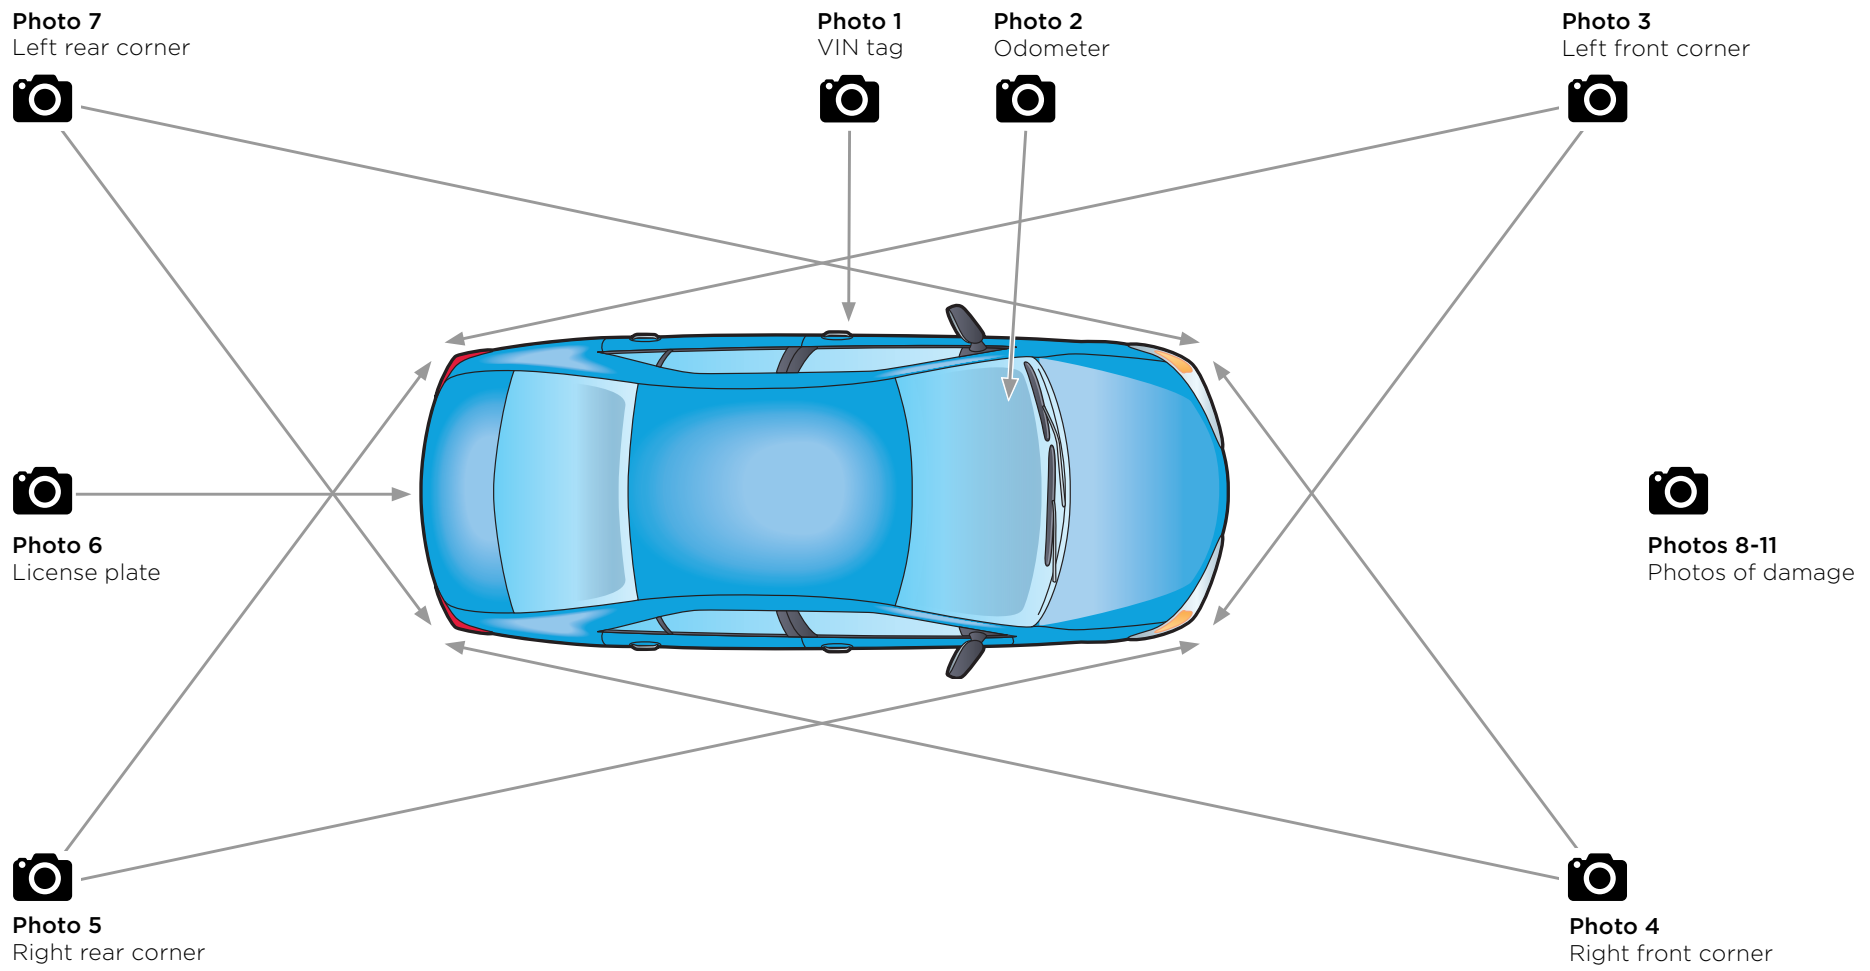 Photo 7
Left rear corner
Photo 1
VIN tag
Photo 2
Odometer
Photo 3
Left front corner
Photo 6
License plate
Photos 8-11
Photos of damage
Photo 5
Right rear corner
Photo 4
Right front corner